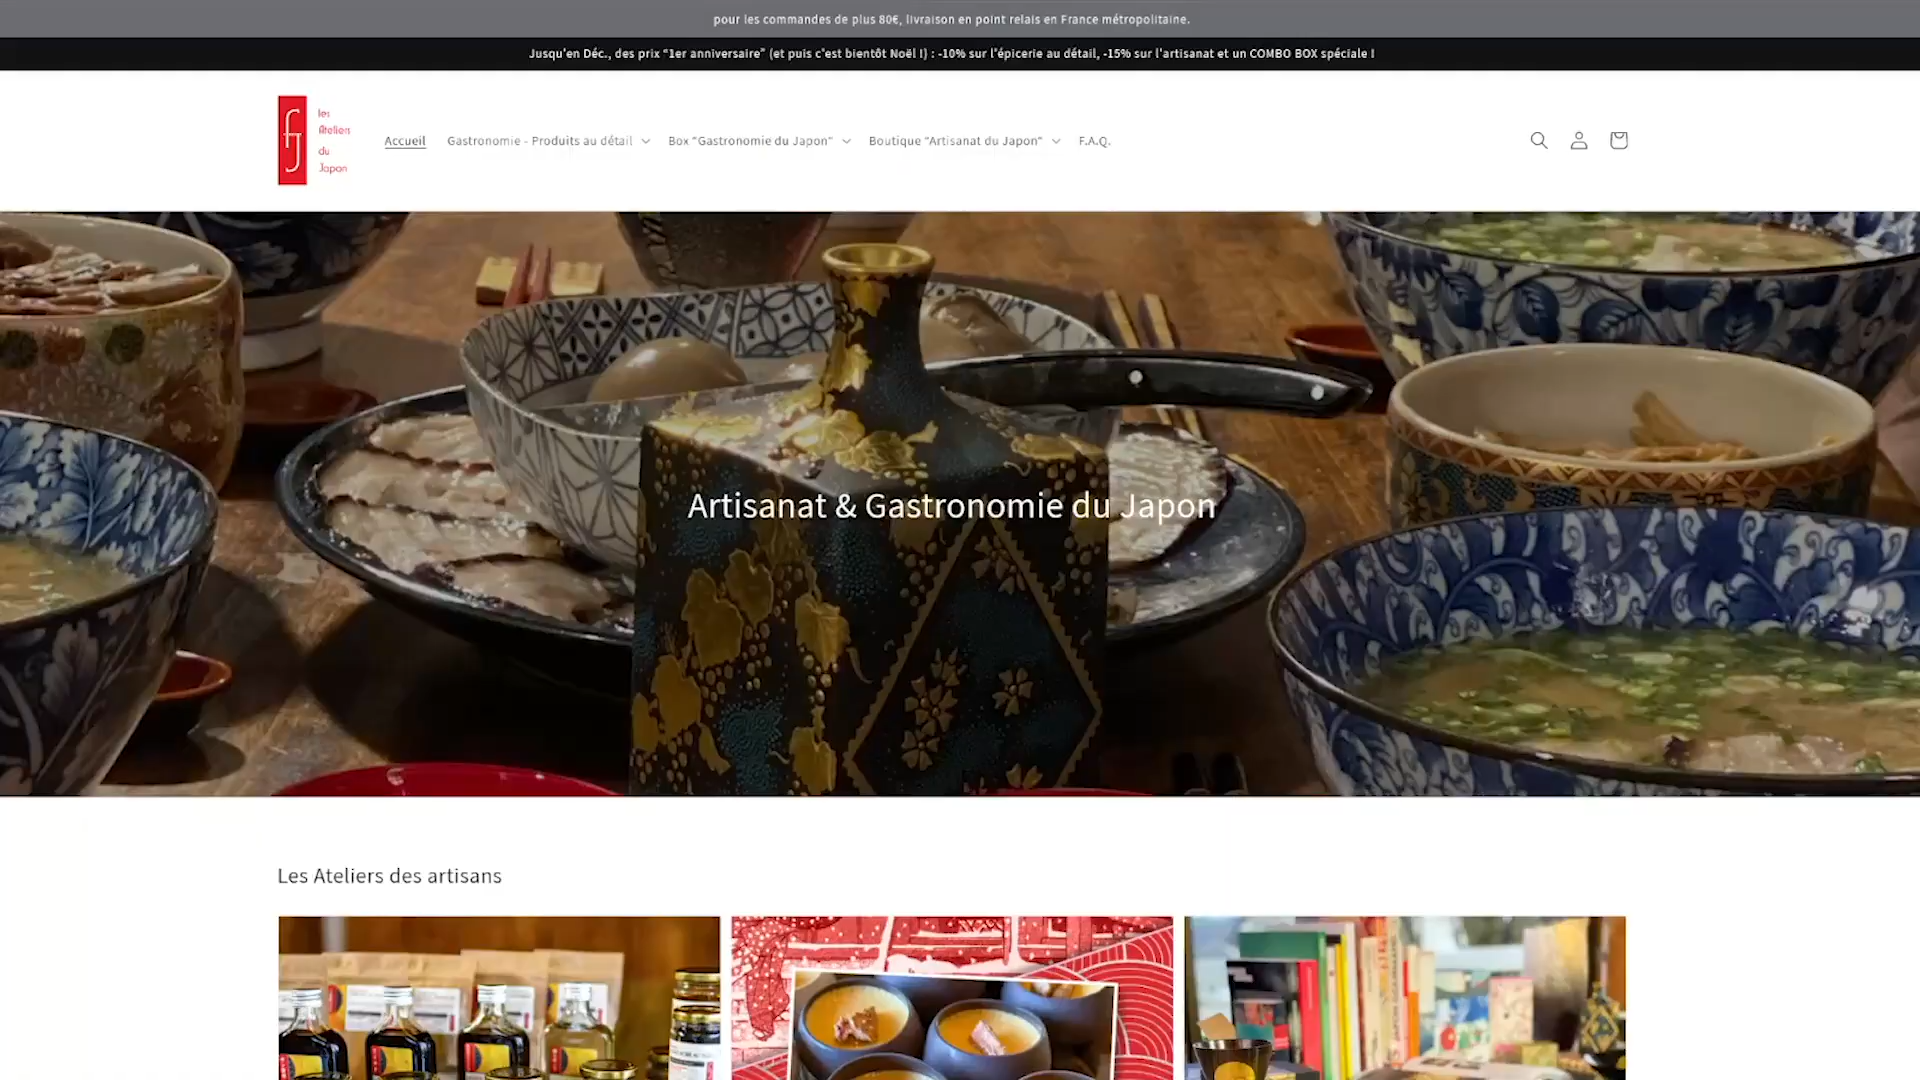 pour les commandes de plus 80€, livraison en point relais en France métropolitaine.
Jusqu'en Déc., des prix “1er anniversaire” (et puis c'est bientôt Noël !) : -10% sur l'épicerie au détail, -15% sur l'artisanat et un COMBO BOX spéciale !
les
Ateliers
du
Japon
Accueil
Gastronomie - Produits au détail
Box "Gastronomie du Japon"
Boutique "Artisanat du Japon"
F.A.Q.
Artisanat & Gastronomie du Japon
Les Ateliers des artisans